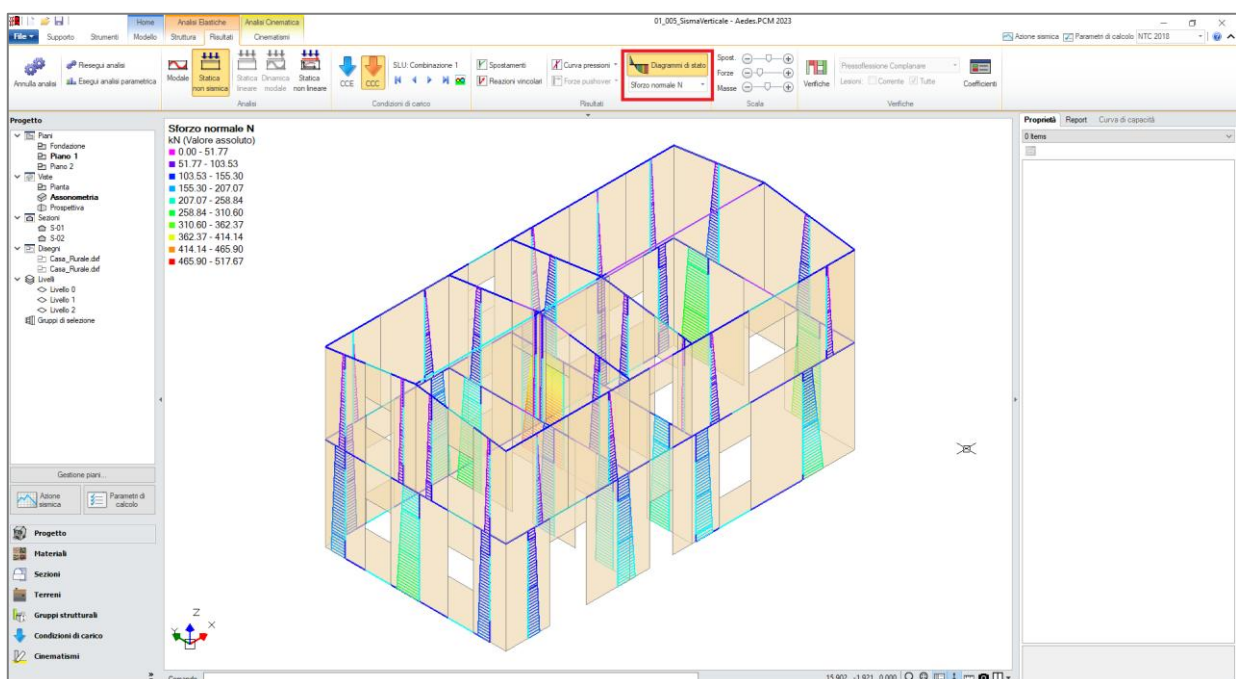 01_005_SismaVerticale - Aedes.PCM 2023
Home Analisi Elastiche Analisi Cinematica
File Supporto Strumenti Modello Struttura Risultati Cinematismi
Azione sismica Parametri di calcolo NTC 2018
Annulla analisi
Riesegui analisi
Esegui analisi parametrica
Modale
Statica non sismica
Statica lineare
Dinamica modale
Statica non lineare
Analisi
CCE
CCC
SLU: Combinazione 1
Condizioni di carico
Spostamenti
Reazioni vincolari
Curva pressioni
Forze pushover
Diagrammi di stato
Sforzo normale N
Risultati
Spost.
Forze
Masse
Scala
Verifiche
Pressoflessione Complanare
Lesioni: Corrente Tutte
Coefficienti
Verifiche
Progetto
Piani
Fondazione
Piano 1
Piano 2
Viste
Pianta
Assonometria
Prospettiva
Sezioni
S-01
S-02
Disegni
Casa_Rurale.dxf
Casa_Rurale.dxf
Livelli
Livello 0
Livello 1
Livello 2
Gruppi di selezione
Gestione piani...
Azione sismica
Parametri di calcolo
Progetto
Materiali
Sezioni
Terreni
Gruppi strutturali
Condizioni di carico
Cinematismi
Sforzo normale N
kN (Valore assoluto)
0.00 - 51.77
51.77 - 103.53
103.53 - 155.30
155.30 - 207.07
207.07 - 258.84
258.84 - 310.60
310.60 - 362.37
362.37 - 414.14
414.14 - 465.90
465.90 - 517.67
Z
X
Y
Comando
15.902, -1.921, 0.000
Proprietà Report Curva di capacità
0 Items